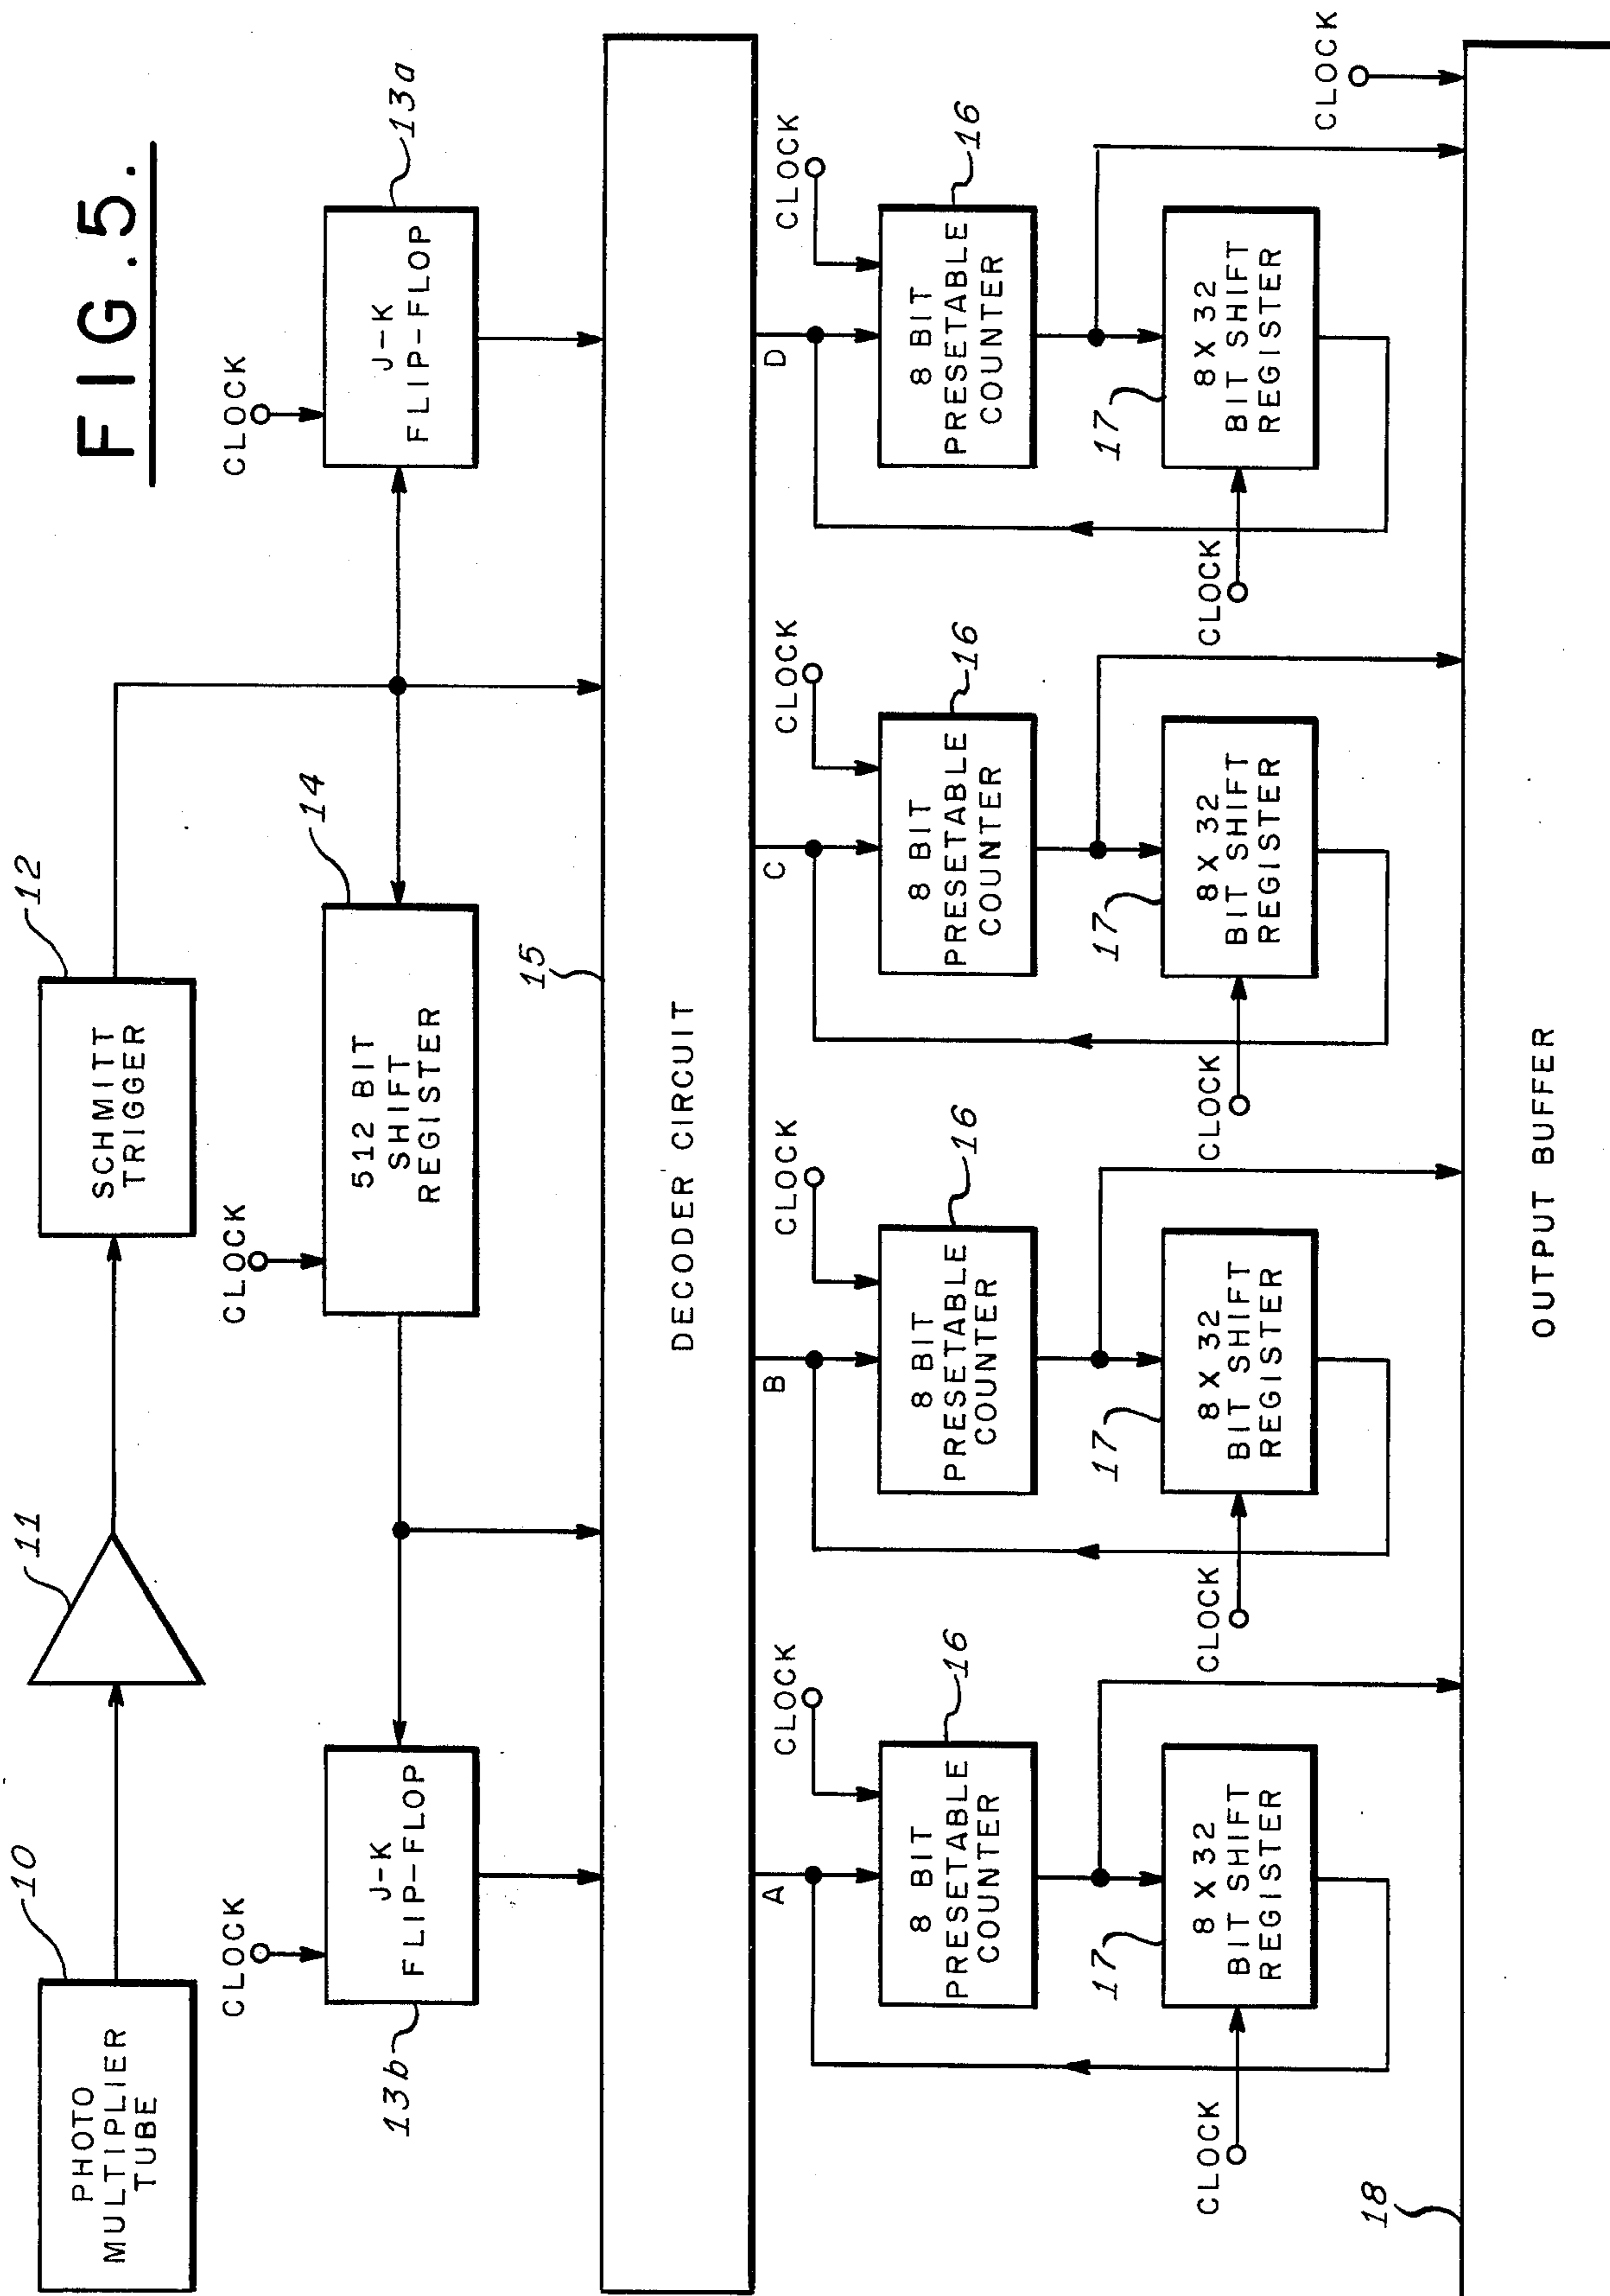 FIG.5.
10
PHOTO
MULTIPLIER
TUBE
11
12
SCHMITT
TRIGGER
CLOCK
J-K
FLIP-FLOP
13b
CLOCK
512 BIT
SHIFT
REGISTER
14
CLOCK
J-K
FLIP-FLOP
13a
15
DECODER CIRCUIT
A
CLOCK
8 BIT
PRESETABLE
COUNTER
16
B
CLOCK
8 BIT
PRESETABLE
COUNTER
16
C
CLOCK
8 BIT
PRESETABLE
COUNTER
16
D
CLOCK
8 BIT
PRESETABLE
COUNTER
16
CLOCK
17
8 X 32
BIT SHIFT
REGISTER
CLOCK
17
8 X 32
BIT SHIFT
REGISTER
CLOCK
17
8 X 32
BIT SHIFT
REGISTER
CLOCK
17
8 X 32
BIT SHIFT
REGISTER
CLOCK
18
OUTPUT BUFFER